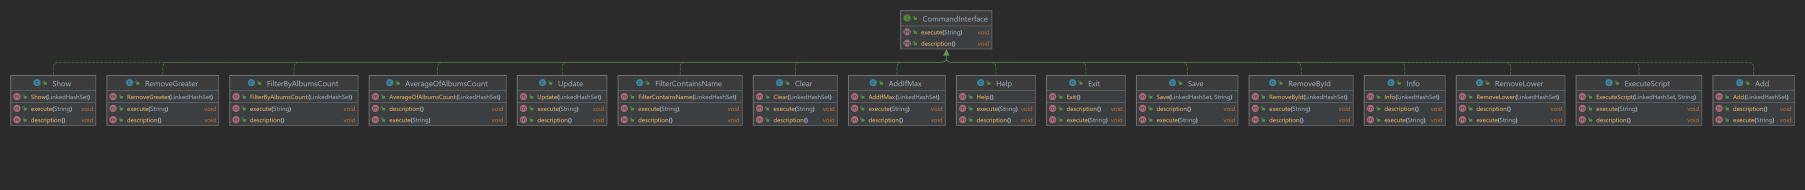 CommandInterface
execute(String) void
description() void
Show
Show(LinkedHashSet)
execute(String) void
description() void
RemoveGreater
RemoveGreater(LinkedHashSet)
execute(String) void
description() void
FilterByAlbumsCount
FilterByAlbumsCount(LinkedHashSet)
execute(String) void
description() void
AverageOfAlbumsCount
AverageOfAlbumsCount(LinkedHashSet)
description() void
execute(String) void
Update
Update(LinkedHashSet)
execute(String) void
description() void
FilterContainsName
FilterContainsName(LinkedHashSet)
execute(String) void
description() void
Clear
Clear(LinkedHashSet)
execute(String) void
description() void
AddIfMax
AddIfMax(LinkedHashSet)
execute(String) void
description() void
Help
Help()
execute(String) void
description() void
Exit
Exit()
description() void
execute(String) void
Save
Save(LinkedHashSet, String)
description() void
execute(String) void
RemoveById
RemoveById(LinkedHashSet)
execute(String) void
description() void
Info
Info(LinkedHashSet)
description() void
execute(String) void
RemoveLower
RemoveLower(LinkedHashSet)
description() void
execute(String) void
ExecuteScript
ExecuteScript(LinkedHashSet, String)
execute(String) void
description() void
Add
Add(LinkedHashSet)
description() void
execute(String) void